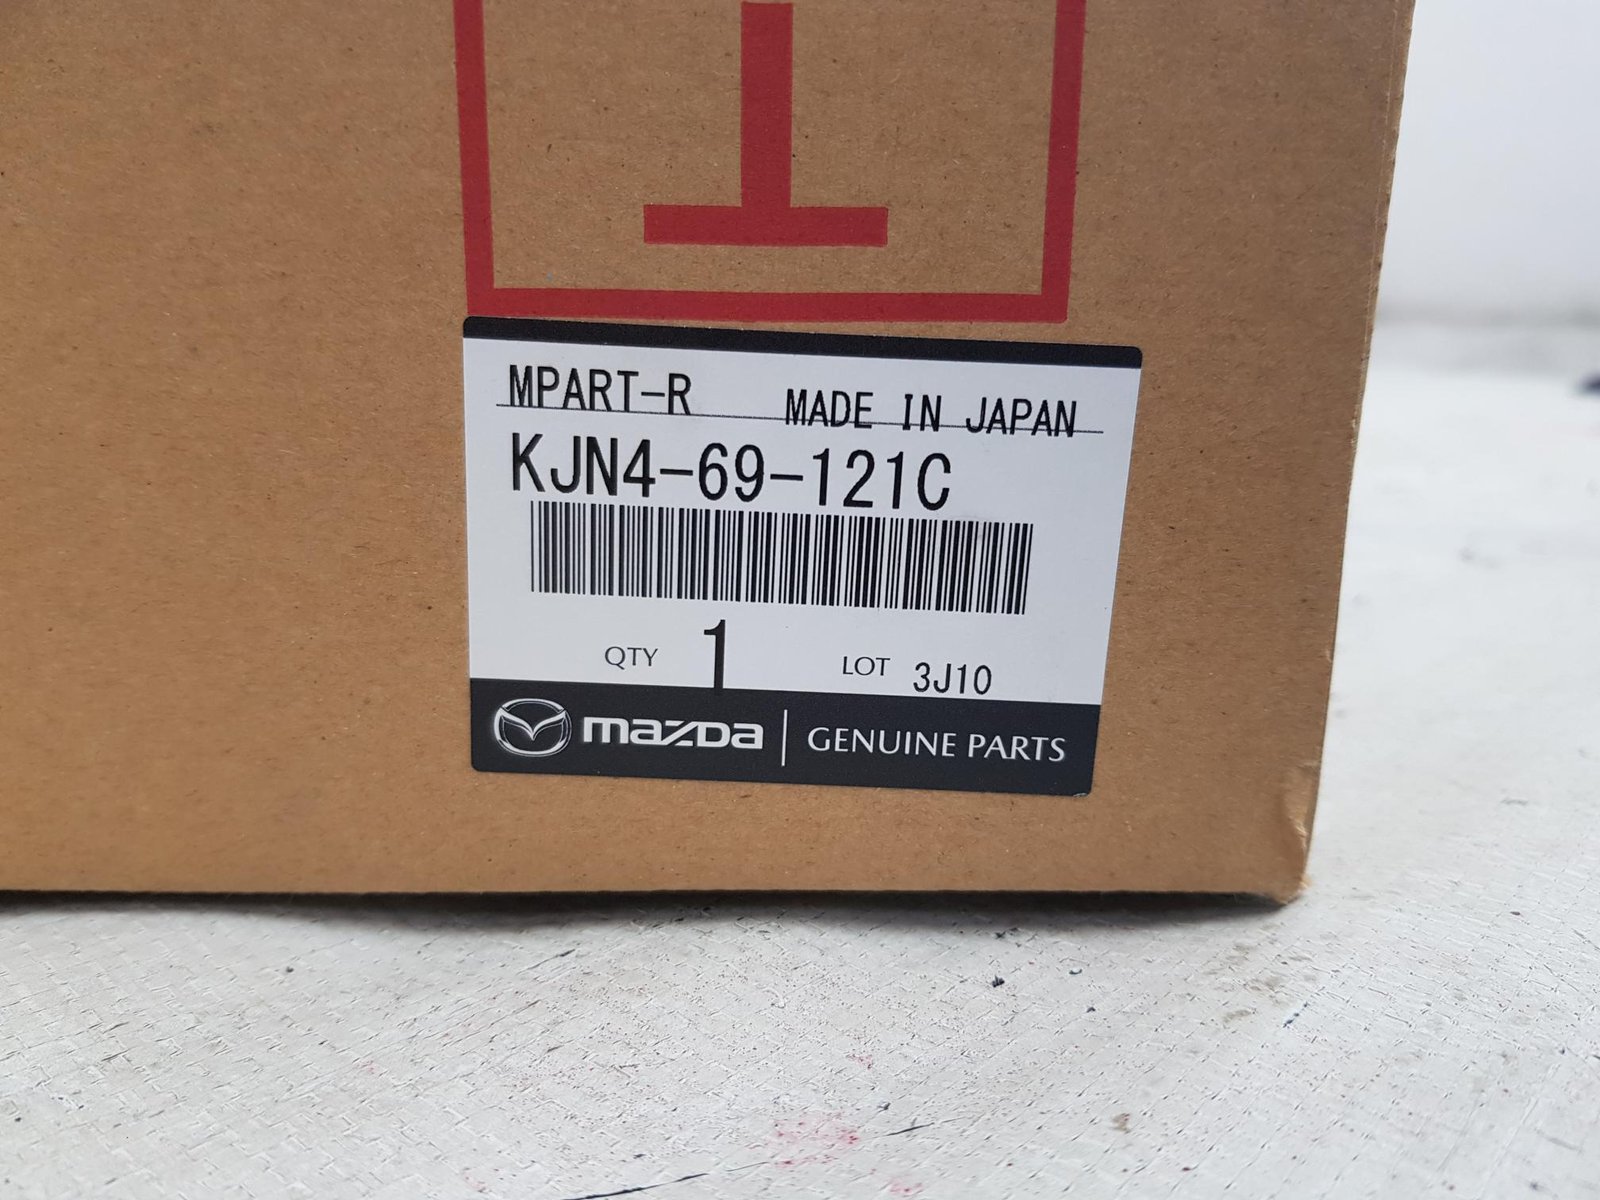 MPART-R MADE IN JAPAN
KJN4-69-121C
QTY 1 LOT 3J10
mazda | GENUINE PARTS